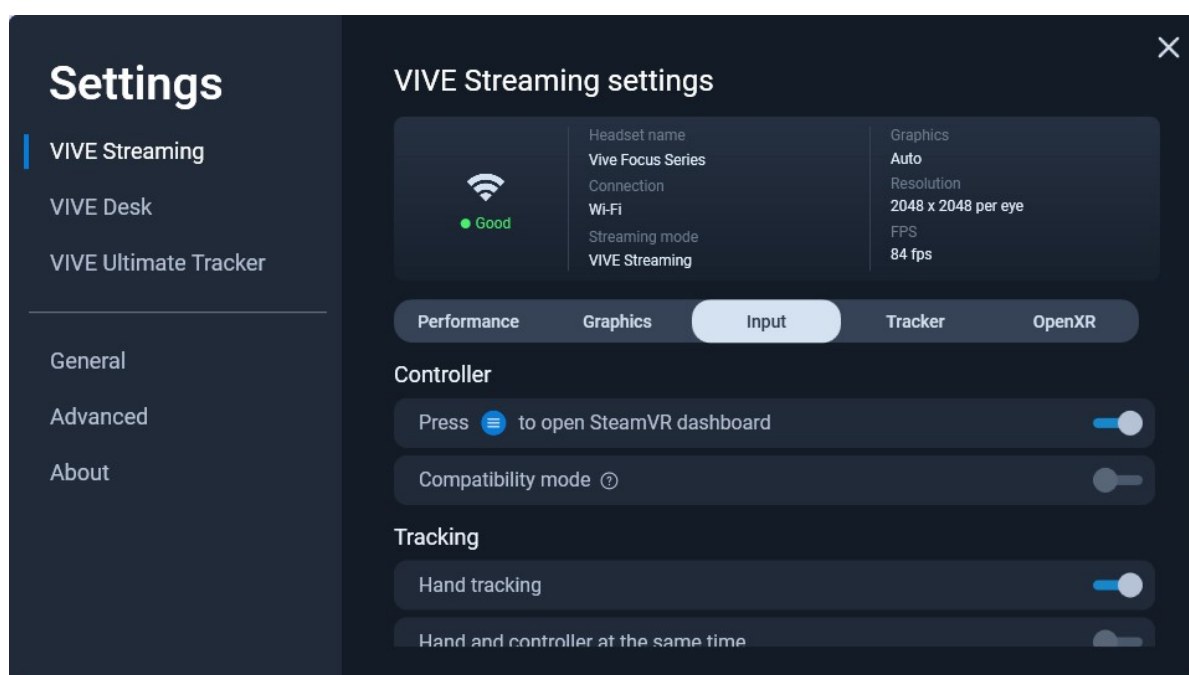 Settings
VIVE Streaming
VIVE Desk
VIVE Ultimate Tracker
General
Advanced
About
VIVE Streaming settings
Good
Headset name
Vive Focus Series
Connection
Wi-Fi
Streaming mode
VIVE Streaming
Graphics
Auto
Resolution
2048 x 2048 per eye
FPS
84 fps
Performance Graphics Input Tracker OpenXR
Controller
Press to open SteamVR dashboard
Compatibility mode ?
Tracking
Hand tracking
Hand and controller at the same time